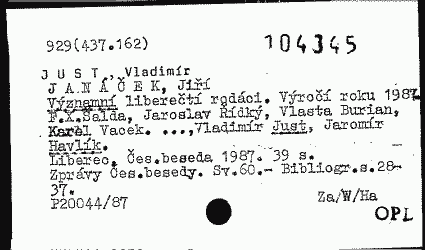 929(437.162) 104345
JUST, Vladimír
JANÁČEK, Jiří
Významní liberečtí rodáci. Výročí roku 1987.
F.X.Šalda, Jaroslav Řídký, Vlasta Burian,
Karel Vacek. ...,Vladimír Just, Jaromír
Havlík.
Liberec, Čes.beseda 1987. 39 s.
Zprávy Čes.besedy. Sv.60.- Bibliogr.s.28-
37.
P20044/87 Za/W/Ha
OPL